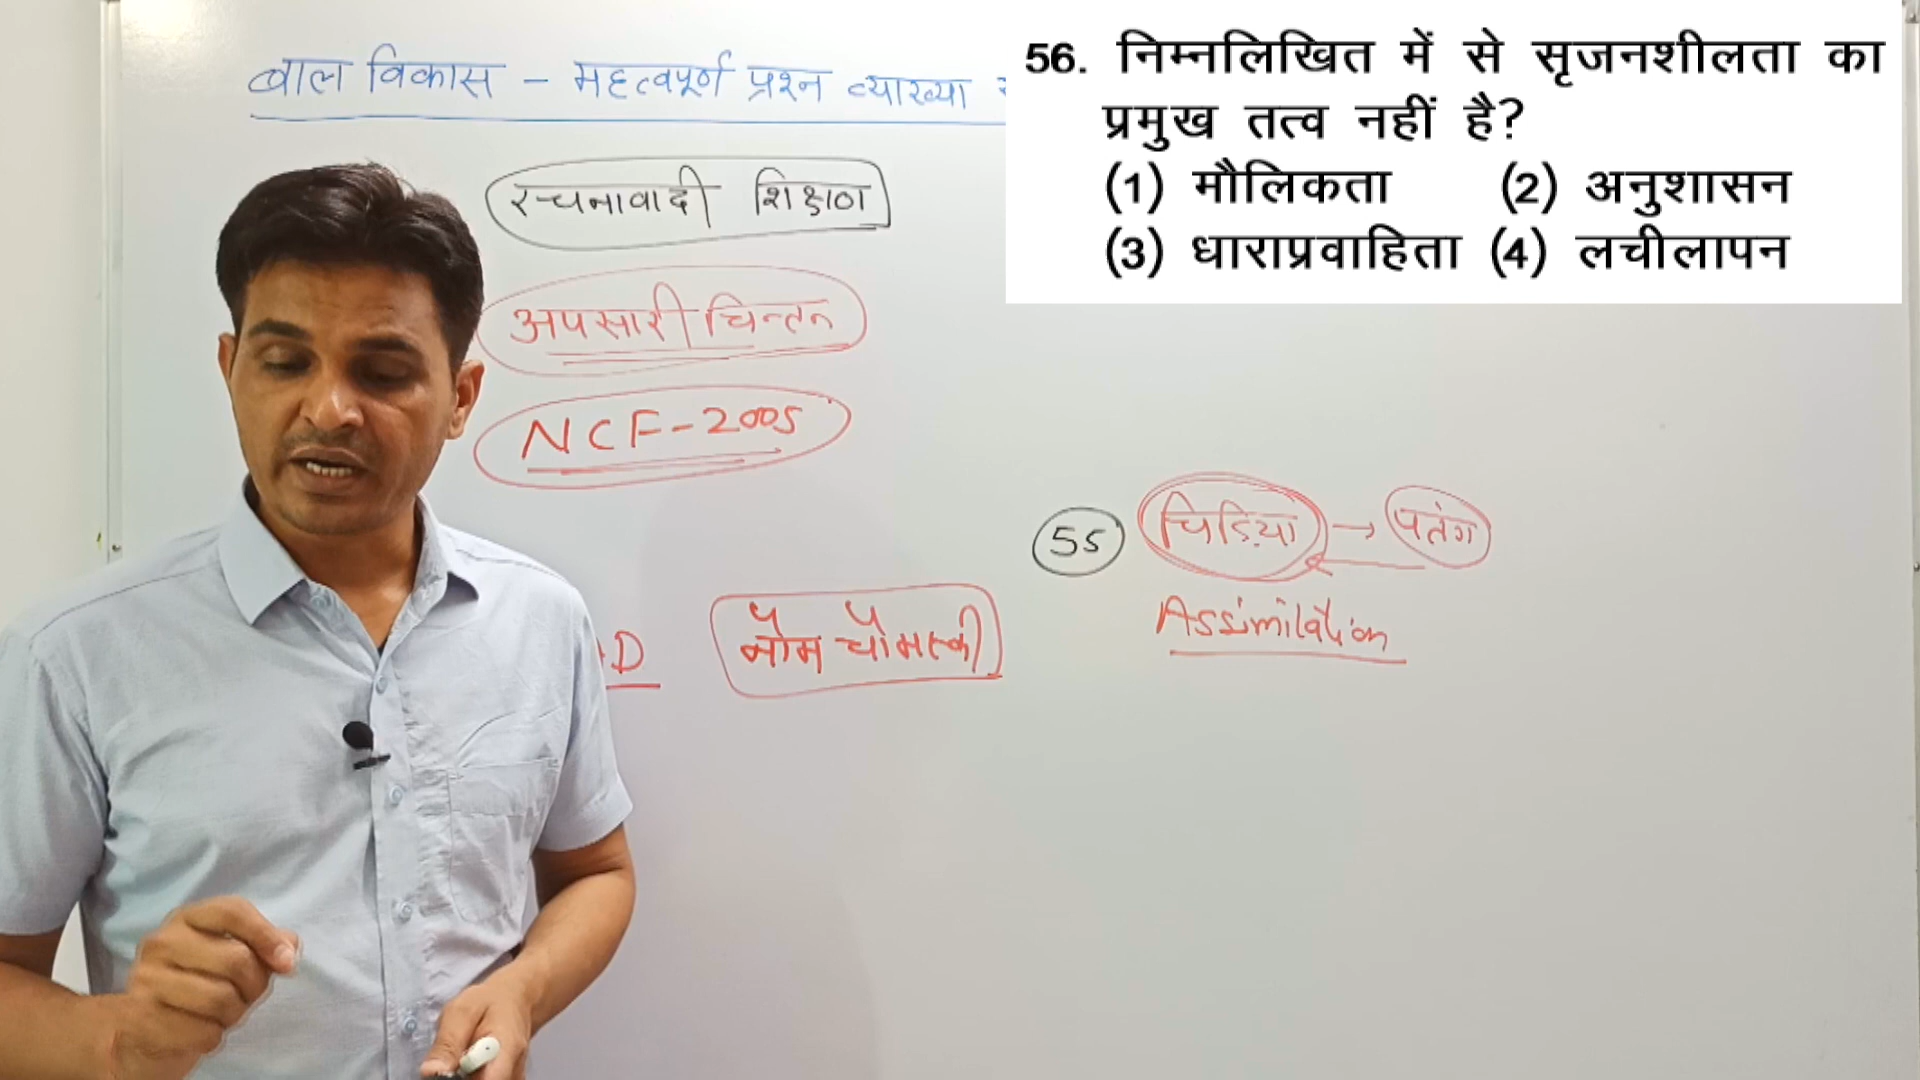 बाल विकास - महत्वपूर्ण प्रश्न व्याख्या
56. निम्नलिखित में से सृजनशीलता का
प्रमुख तत्व नहीं है?
(1) मौलिकता (2) अनुशासन
(3) धाराप्रवाहिता (4) लचीलापन
रचनावादी शिक्षण
अपसारी चिन्तन
NCF-2005
55 चिड़िया → पतंग
Assimilation
D
नोम चोमस्की